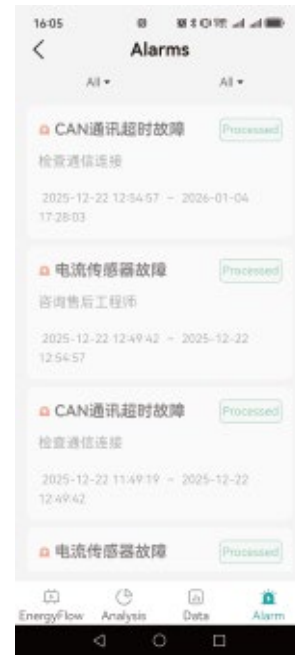 16:05
Alarms
All
All
CAN通讯超时故障
Processed
检查通信连接
2025-12-22 12:54:57 ~ 2026-01-04
17:28:03
电流传感器故障
Processed
咨询售后工程师
2025-12-22 12:49:42 ~ 2025-12-22
12:54:57
CAN通讯超时故障
Processed
检查通信连接
2025-12-22 11:49:19 ~ 2025-12-22
12:49:42
电流传感器故障
Processed
EnergyFlow Analysis Data Alarm